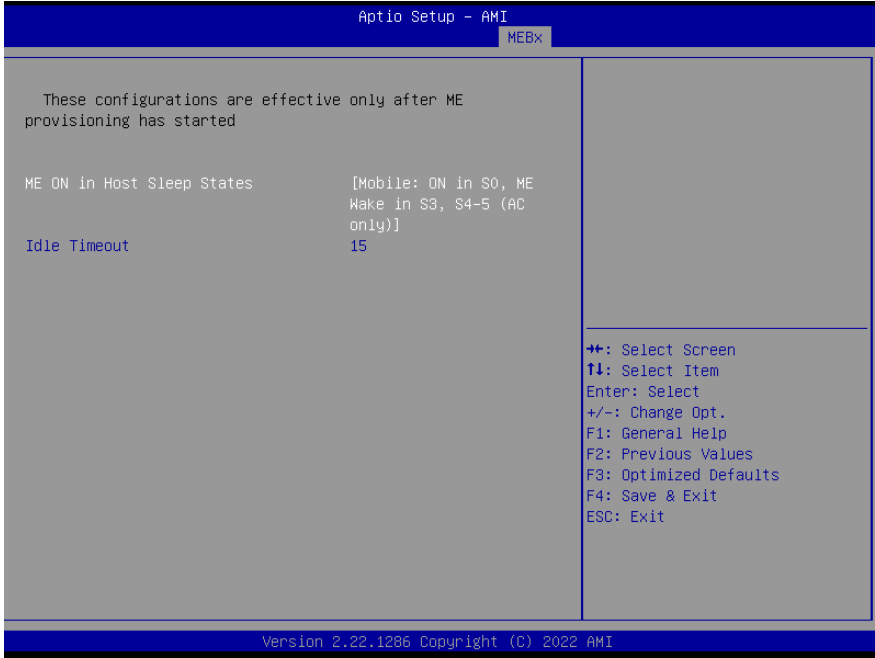 Aptio Setup – AMI
MEBx
These configurations are effective only after ME
provisioning has started
ME ON in Host Sleep States [Mobile: ON in S0, ME
Wake in S3, S4-5 (AC
only)]
Idle Timeout 15
→←: Select Screen
↑↓: Select Item
Enter: Select
+/-: Change Opt.
F1: General Help
F2: Previous Values
F3: Optimized Defaults
F4: Save & Exit
ESC: Exit
Version 2.22.1286 Copyright (C) 2022 AMI